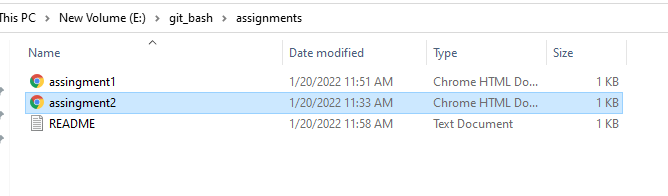 This PC > New Volume (E:) > git_bash > assignments
Name Date modified Type Size
assingment1 1/20/2022 11:51 AM Chrome HTML Do... 1 KB
assingment2 1/20/2022 11:33 AM Chrome HTML Do... 1 KB
README 1/20/2022 11:58 AM Text Document 1 KB